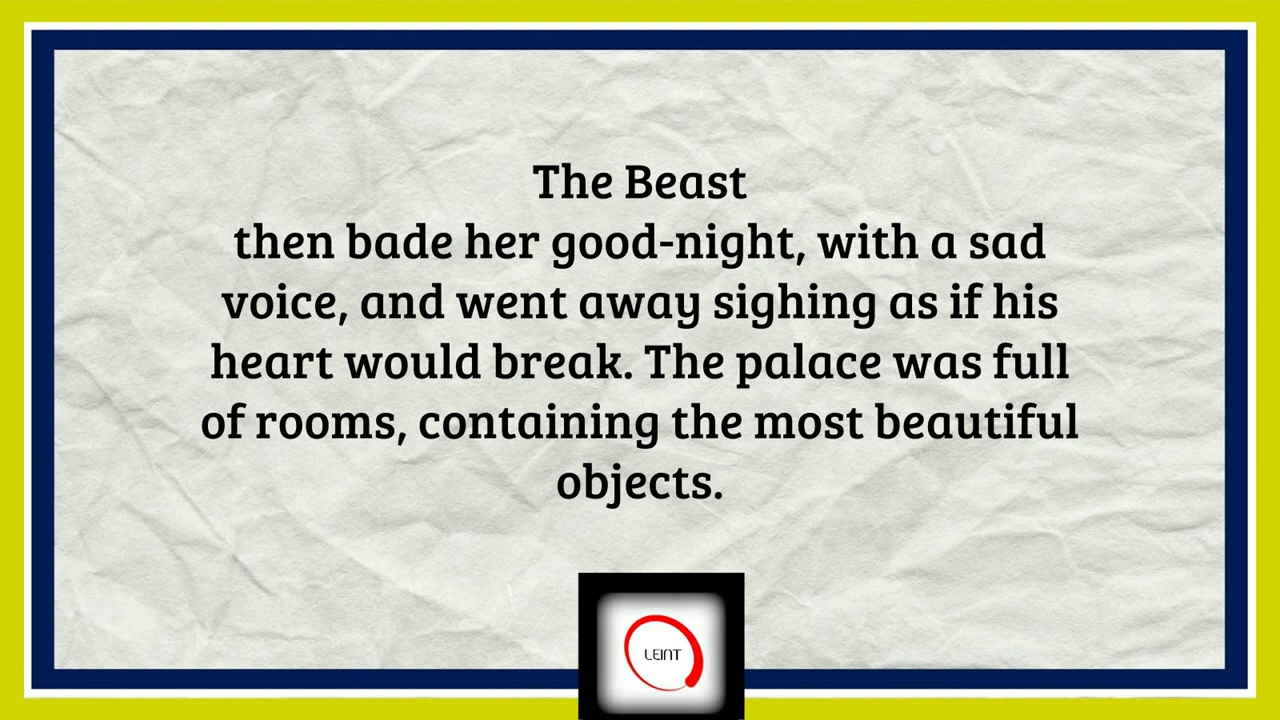 The Beast
then bade her good-night, with a sad
voice, and went away sighing as if his
heart would break. The palace was full
of rooms, containing the most beautiful
objects.
LEINT